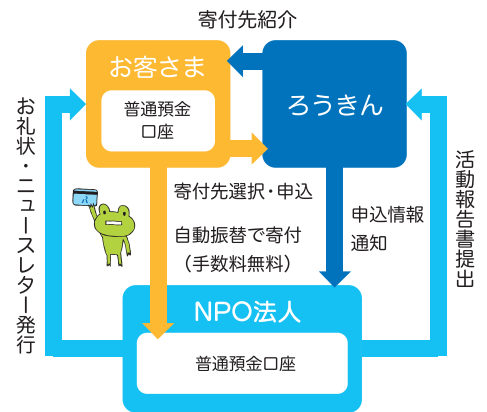 寄付先紹介
お客さま
普通預金
口座
ろうきん
お礼状・ニュースレター発行
寄付先選択・申込
自動振替で寄付
（手数料無料）
申込情報
通知
活動報告書提出
NPO法人
普通預金口座